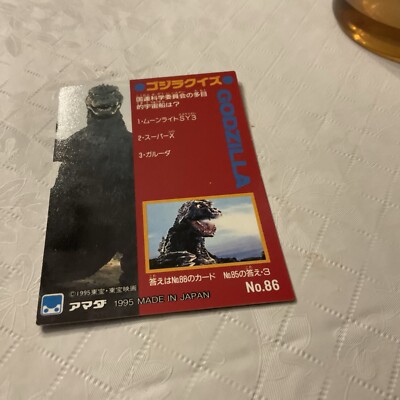 ゴジラクイズ
国連科学委員会の多目
的宇宙船は?
1・ムーンライトSY3
2・スーパーX
3・ガルーダ
GODZILLA
答えはNo.88のカード No.85の答え・3
No.86
©1995東宝・東宝映画
アマダ 1995 MADE IN JAPAN